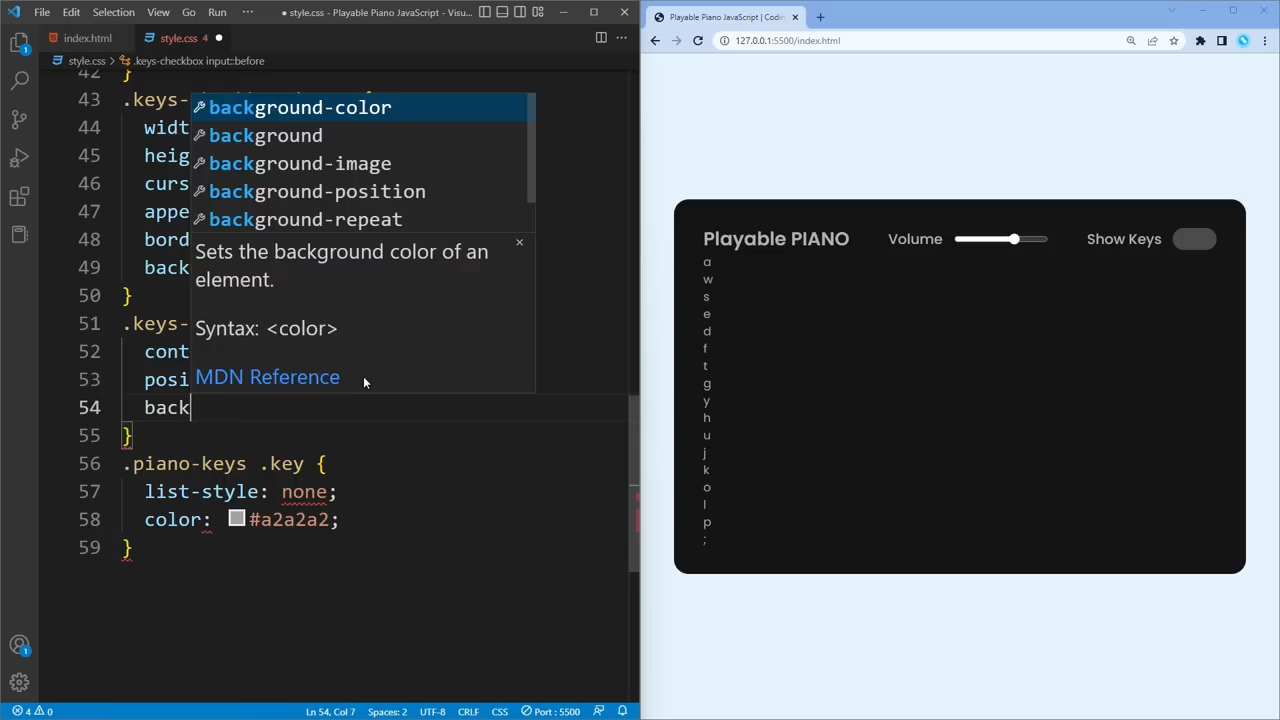 File Edit Selection View Go Run ● style.css - Playable Piano JavaScript - Visu...
index.html style.css 4 ●
style.css > .keys-checkbox input::before
42 }
43 .keys-
44 widt
45 heig
46 curs
47 appe
48 bord
49 back
50 }
51 .keys-
52 cont
53 posi
54 back
55 }
56 .piano-keys .key {
57 list-style: none;
58 color: #a2a2a2;
59 }
background-color
background
background-image
background-position
background-repeat
Sets the background color of an
element.
Syntax: <color>
MDN Reference
1
1
4 0 Ln 54, Col 7 Spaces: 2 UTF-8 CRLF CSS Port : 5500
Playable Piano JavaScript | Codin
127.0.0.1:5500/index.html
Playable PIANO Volume Show Keys
a
w
s
e
d
f
t
g
y
h
u
j
k
o
l
p
;